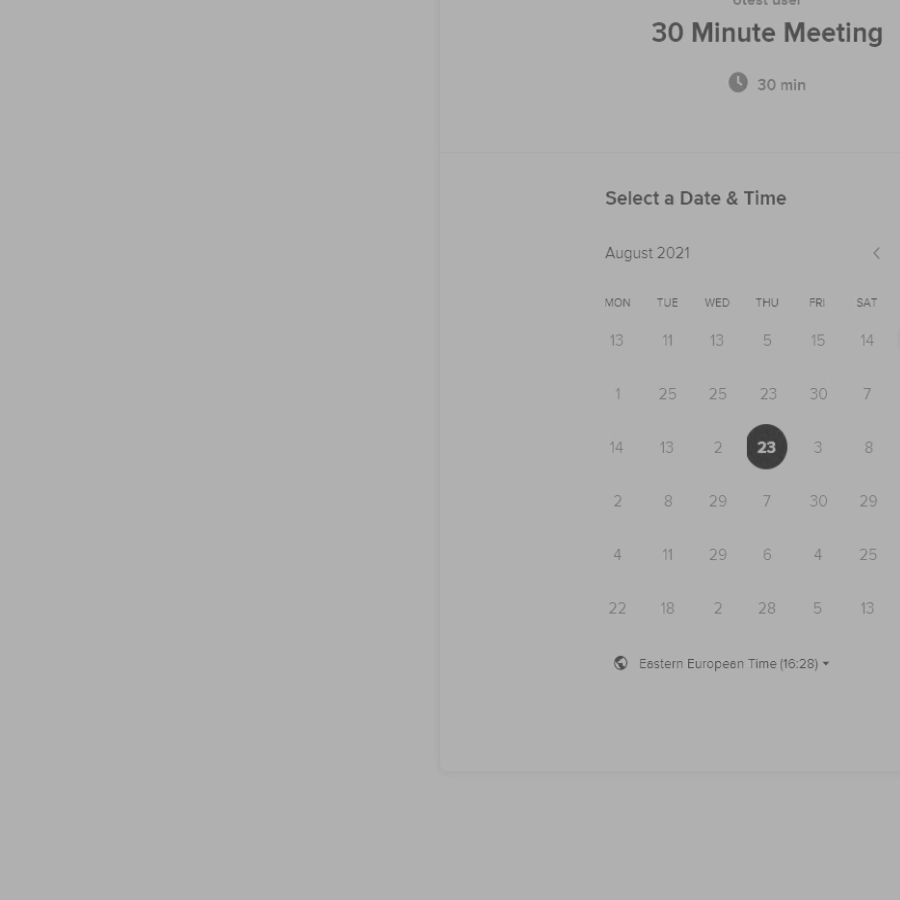 30 Minute Meeting
30 min
Select a Date & Time
August 2021
MON TUE WED THU FRI SAT
13 11 13 5 15 14
1 25 25 23 30 7
14 13 2 23 3 8
2 8 29 7 30 29
4 11 29 6 4 25
22 18 2 28 5 13
Eastern European Time (16:28)